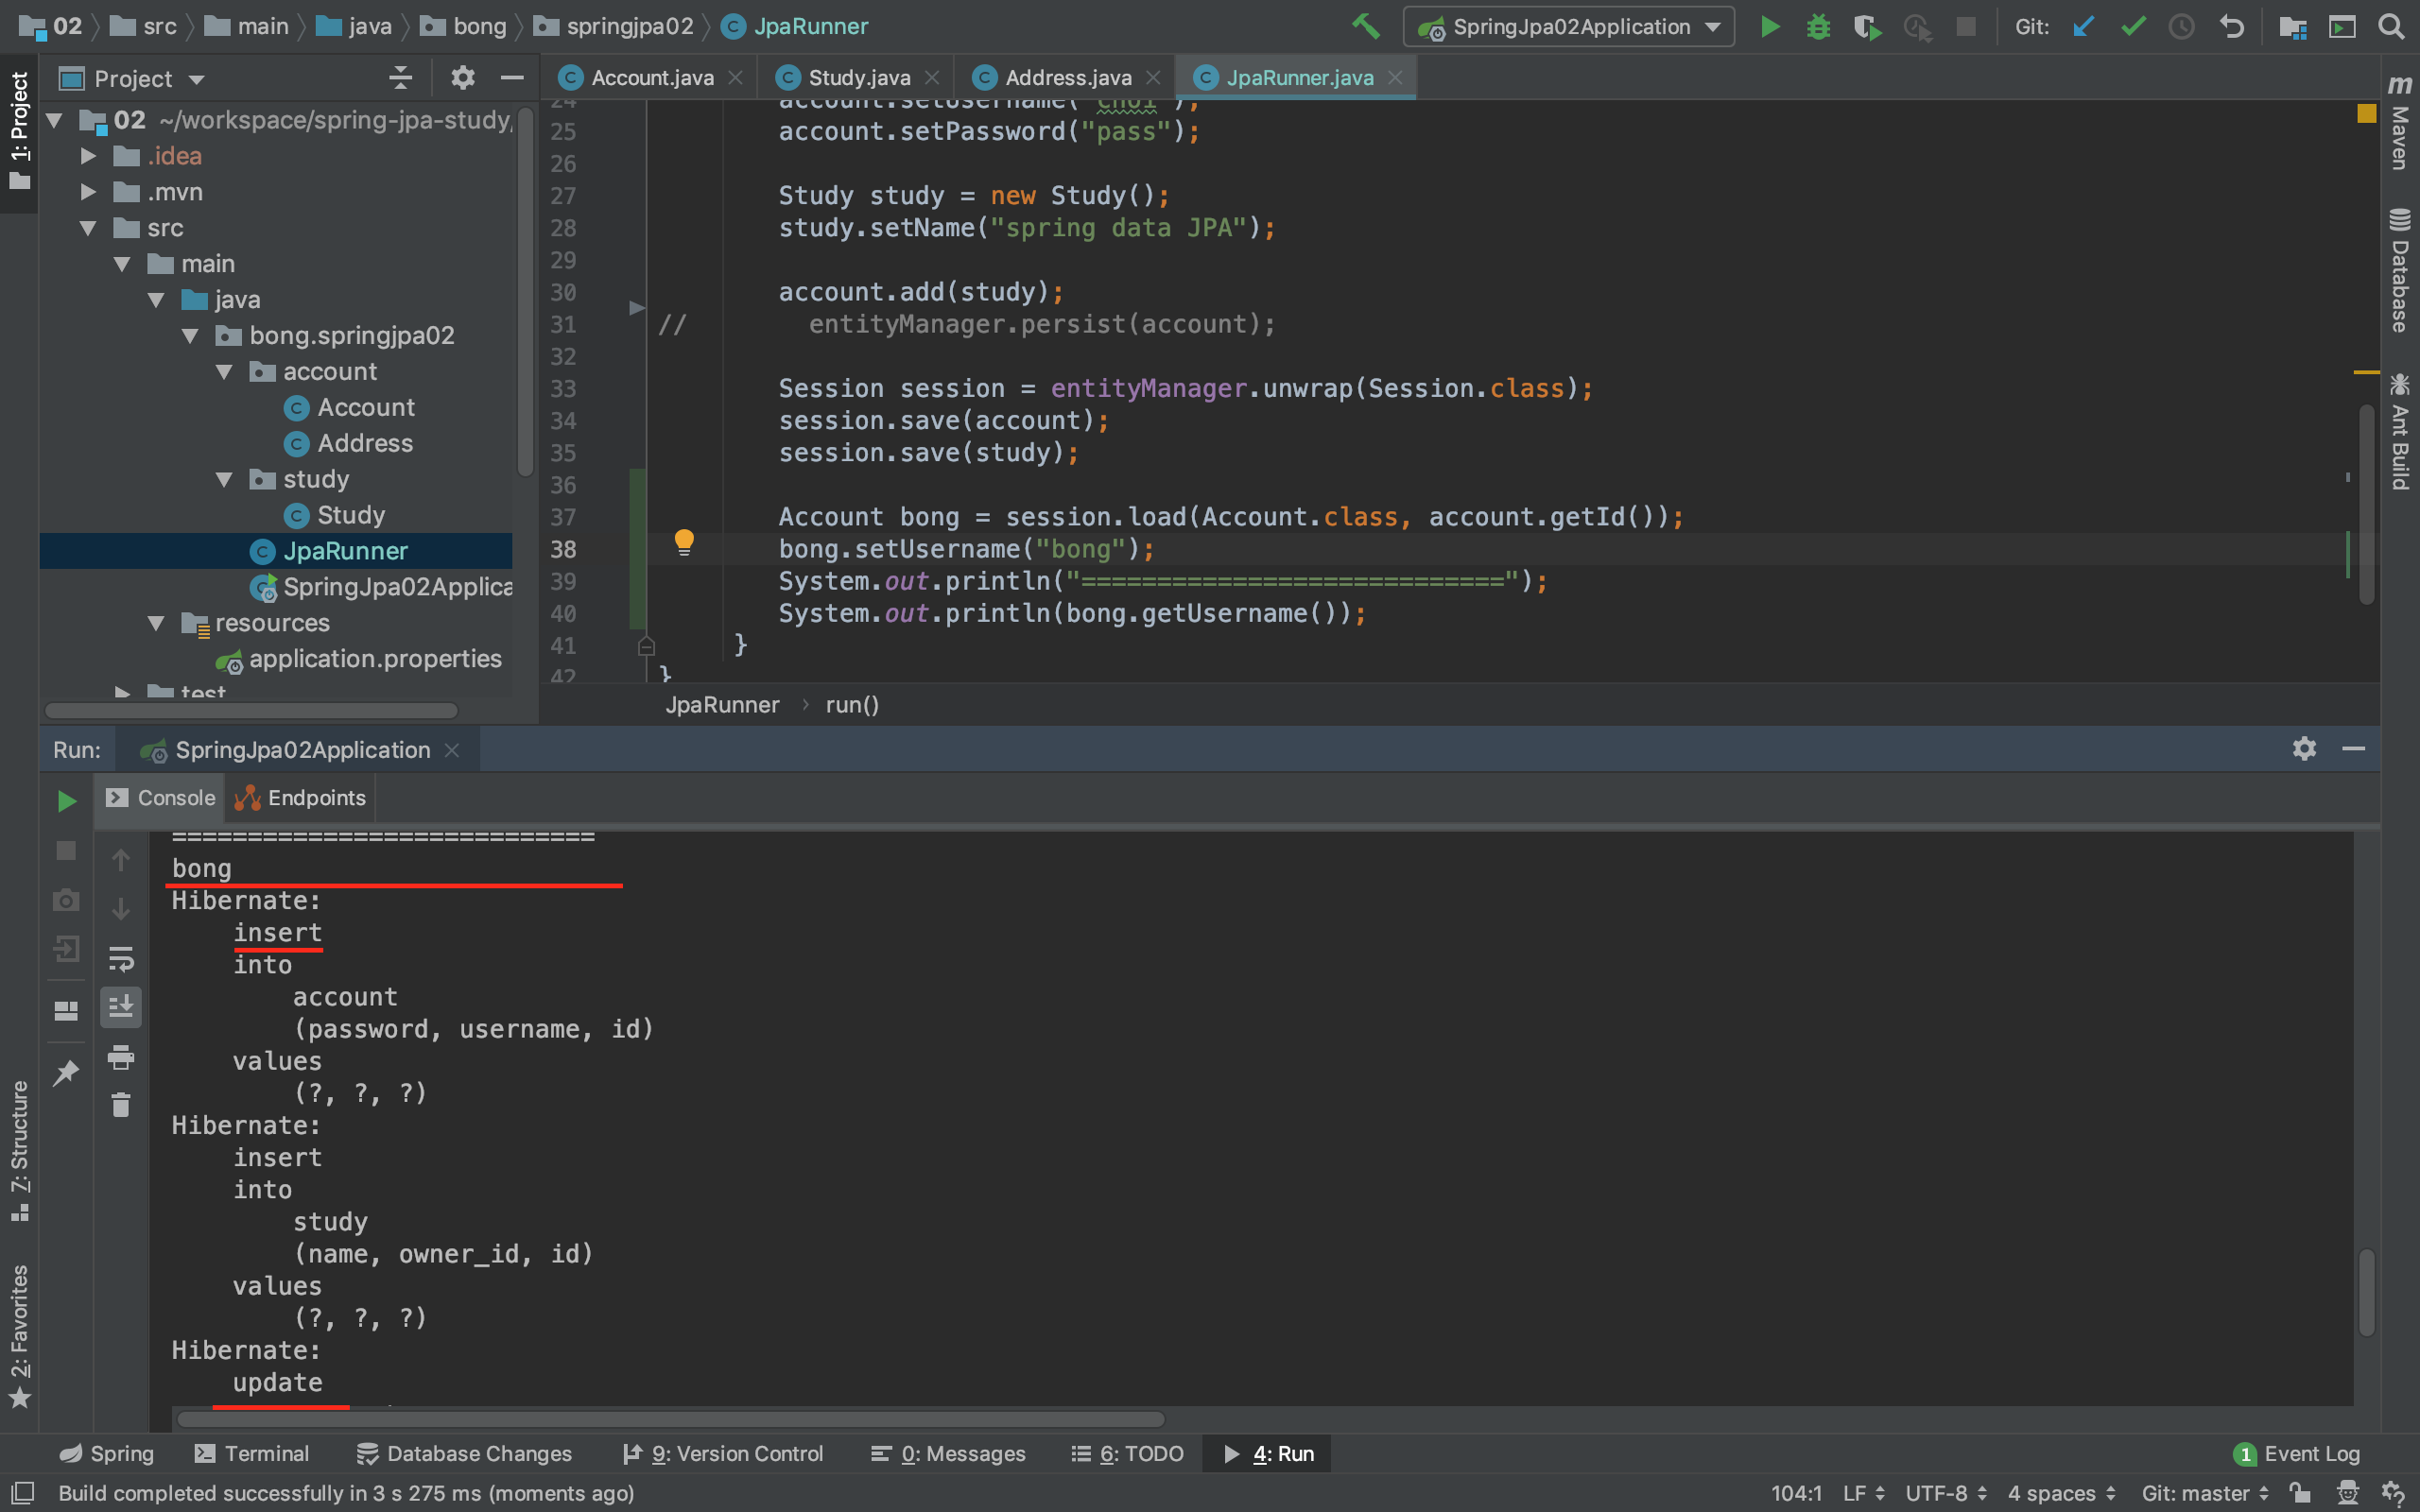 02 src main java bong springjpa02 JpaRunner SpringJpa02Application Git:
1: Project
Project
02 ~/workspace/spring-jpa-study,
.idea
.mvn
src
main
java
bong.springjpa02
account
Account
Address
study
Study
JpaRunner
SpringJpa02Applica
resources
application.properties
test
Account.java Study.java Address.java JpaRunner.java
24 account.setUsername("choi");
25 account.setPassword("pass");
26
27 Study study = new Study();
28 study.setName("spring data JPA");
29
30 account.add(study);
31 // entityManager.persist(account);
32
33 Session session = entityManager.unwrap(Session.class);
34 session.save(account);
35 session.save(study);
36
37 Account bong = session.load(Account.class, account.getId());
38 bong.setUsername("bong");
39 System.out.println("============================");
40 System.out.println(bong.getUsername());
41 }
42 }
JpaRunner › run()
m Maven
Database
Ant Build
Run: SpringJpa02Application
Console Endpoints
============================
bong
Hibernate:
insert
into
account
(password, username, id)
values
(?, ?, ?)
Hibernate:
insert
into
study
(name, owner_id, id)
values
(?, ?, ?)
Hibernate:
update
7: Structure
2: Favorites
Spring Terminal Database Changes 9: Version Control 0: Messages 6: TODO 4: Run 1 Event Log
Build completed successfully in 3 s 275 ms (moments ago) 104:1 LF UTF-8 4 spaces Git: master